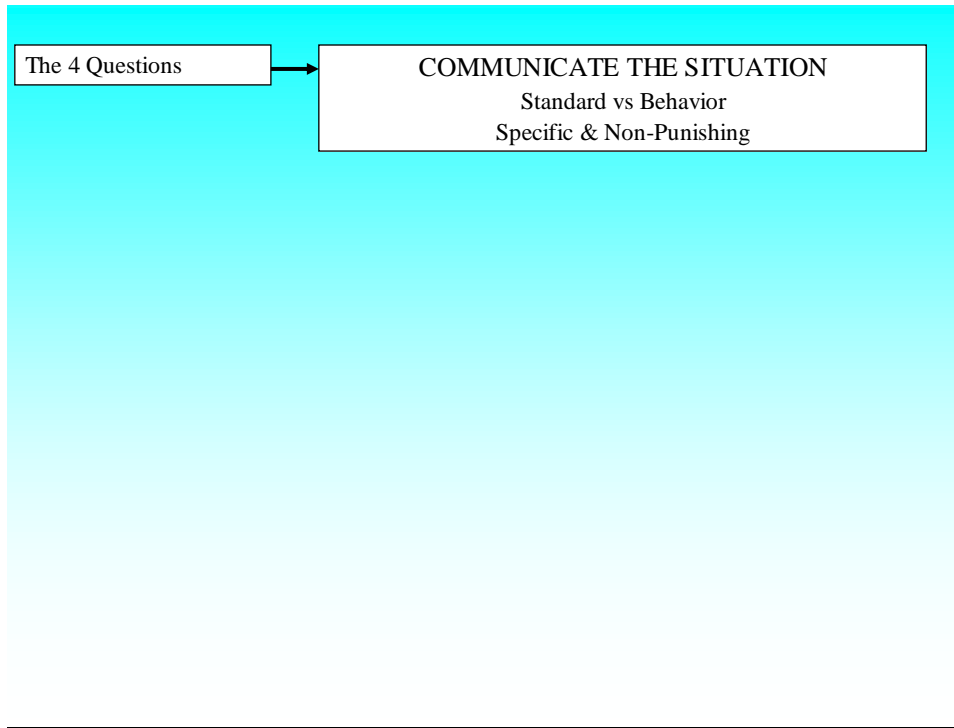 The 4 Questions
COMMUNICATE THE SITUATION
Standard vs Behavior
Specific & Non-Punishing